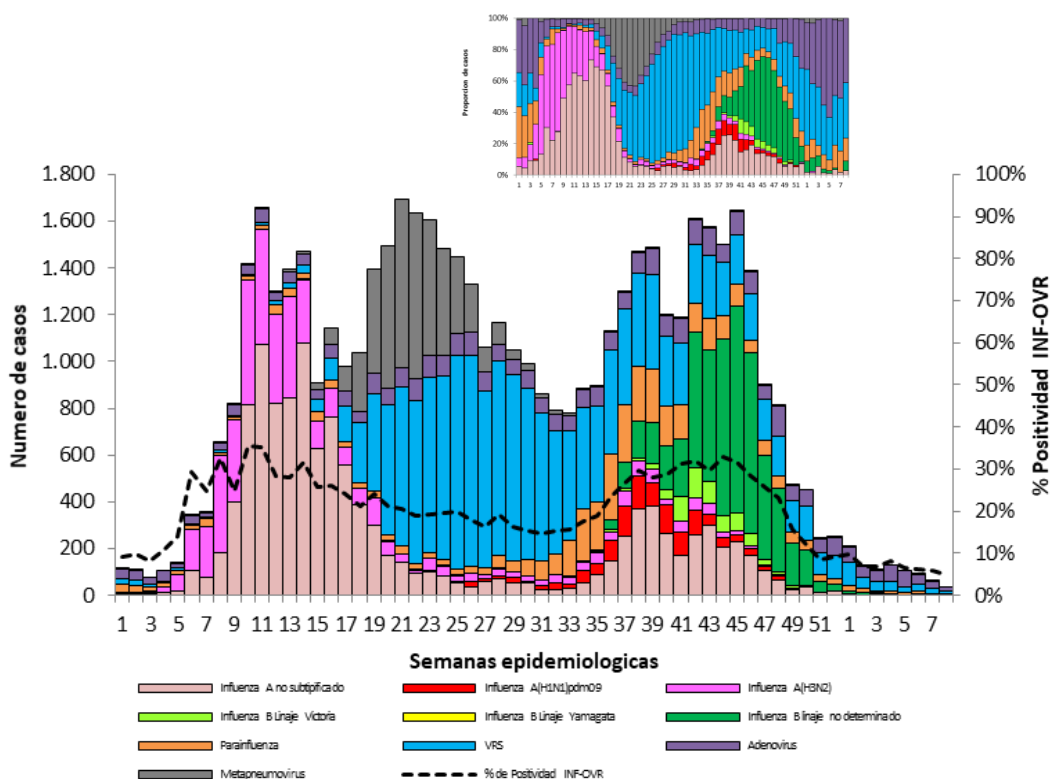 Proporcion de casos
100%
80%
60%
40%
20%
0%
1 3 5 7 9 11 13 15 17 19 21 23 25 27 29 31 33 35 37 39 41 43 45 47 49 51 1 3 5 7
Numero de casos
1.800
1.600
1.400
1.200
1.000
800
600
400
200
0
100%
90%
80%
70%
60%
50%
40%
30%
20%
10%
0%
% Positividad INF-OVR
1 3 5 7 9 11 13 15 17 19 21 23 25 27 29 31 33 35 37 39 41 43 45 47 49 51 1 3 5 7
Semanas epidemiologicas
Influenza A no subtipificado Influenza A(H1N1)pdm09 Influenza A(H3N2)
Influenza B Linaje Victoria Influenza B Linaje Yamagata Influenza B linaje no determinado
Parainfluenza VRS Adenovirus
Metapneumovirus % de Positividad INF-OVR